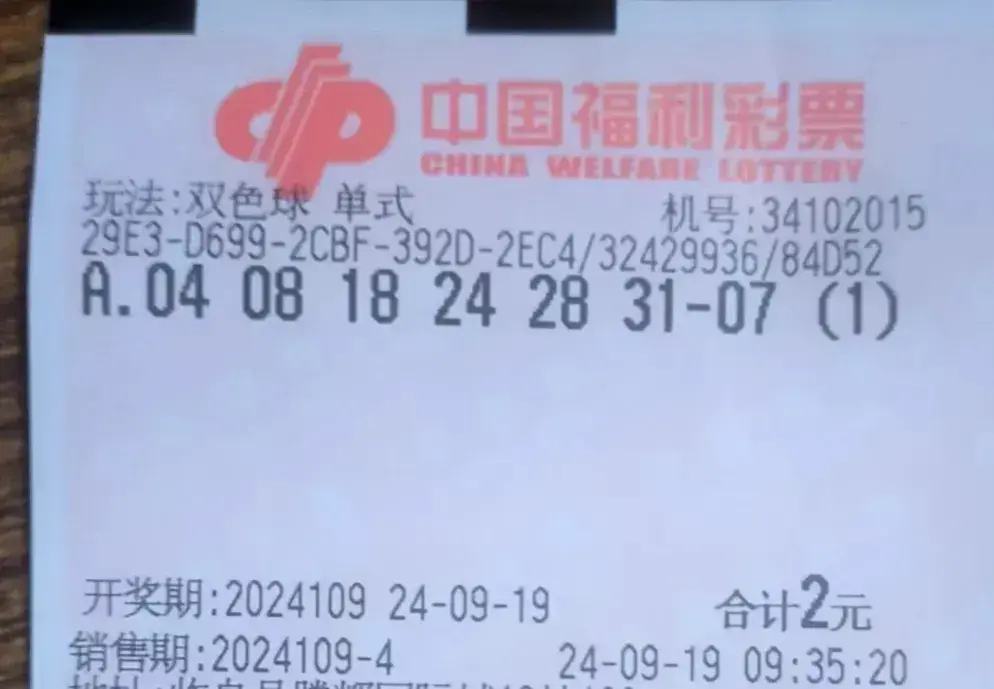 中国福利彩票
CHINA WELFARE LOTTERY
玩法:双色球 单式 机号:34102015
29E3-D699-2CBF-392D-2EC4/32429936/84D52
A.04 08 18 24 28 31-07 (1)
开奖期:2024109 24-09-19 合计2元
销售期:2024109-4 24-09-19 09:35:20